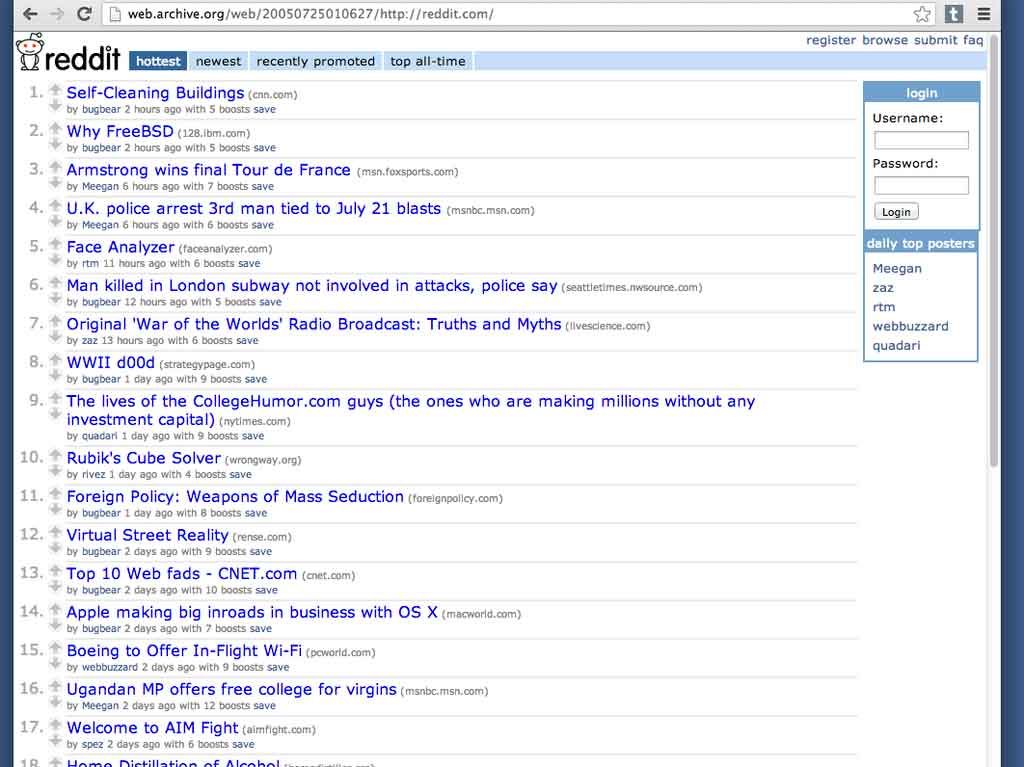 web.archive.org/web/20050725010627/http://reddit.com/
register browse submit faq
reddit hottest newest recently promoted top all-time
1. Self-Cleaning Buildings (cnn.com)
by bugbear 2 hours ago with 5 boosts save
2. Why FreeBSD (128.ibm.com)
by bugbear 2 hours ago with 5 boosts save
3. Armstrong wins final Tour de France (msn.foxsports.com)
by Meegan 6 hours ago with 7 boosts save
4. U.K. police arrest 3rd man tied to July 21 blasts (msnbc.msn.com)
by Meegan 6 hours ago with 6 boosts save
5. Face Analyzer (faceanalyzer.com)
by rtm 11 hours ago with 6 boosts save
6. Man killed in London subway not involved in attacks, police say (seattletimes.nwsource.com)
by bugbear 12 hours ago with 5 boosts save
7. Original 'War of the Worlds' Radio Broadcast: Truths and Myths (livescience.com)
by zaz 13 hours ago with 6 boosts save
8. WWII d00d (strategypage.com)
by bugbear 1 day ago with 9 boosts save
9. The lives of the CollegeHumor.com guys (the ones who are making millions without any
investment capital) (nytimes.com)
by quadari 1 day ago with 9 boosts save
10. Rubik's Cube Solver (wrongway.org)
by rivez 1 day ago with 4 boosts save
11. Foreign Policy: Weapons of Mass Seduction (foreignpolicy.com)
by bugbear 1 day ago with 8 boosts save
12. Virtual Street Reality (rense.com)
by bugbear 2 days ago with 9 boosts save
13. Top 10 Web fads - CNET.com (cnet.com)
by bugbear 2 days ago with 10 boosts save
14. Apple making big inroads in business with OS X (macworld.com)
by bugbear 2 days ago with 7 boosts save
15. Boeing to Offer In-Flight Wi-Fi (pcworld.com)
by webbuzzard 2 days ago with 9 boosts save
16. Ugandan MP offers free college for virgins (msnbc.msn.com)
by Meegan 2 days ago with 12 boosts save
17. Welcome to AIM Fight (aimfight.com)
by spez 2 days ago with 6 boosts save
18. Home Distillation of Alcohol (homedistiller.org)
login
Username:
Password:
Login
daily top posters
Meegan
zaz
rtm
webbuzzard
quadari